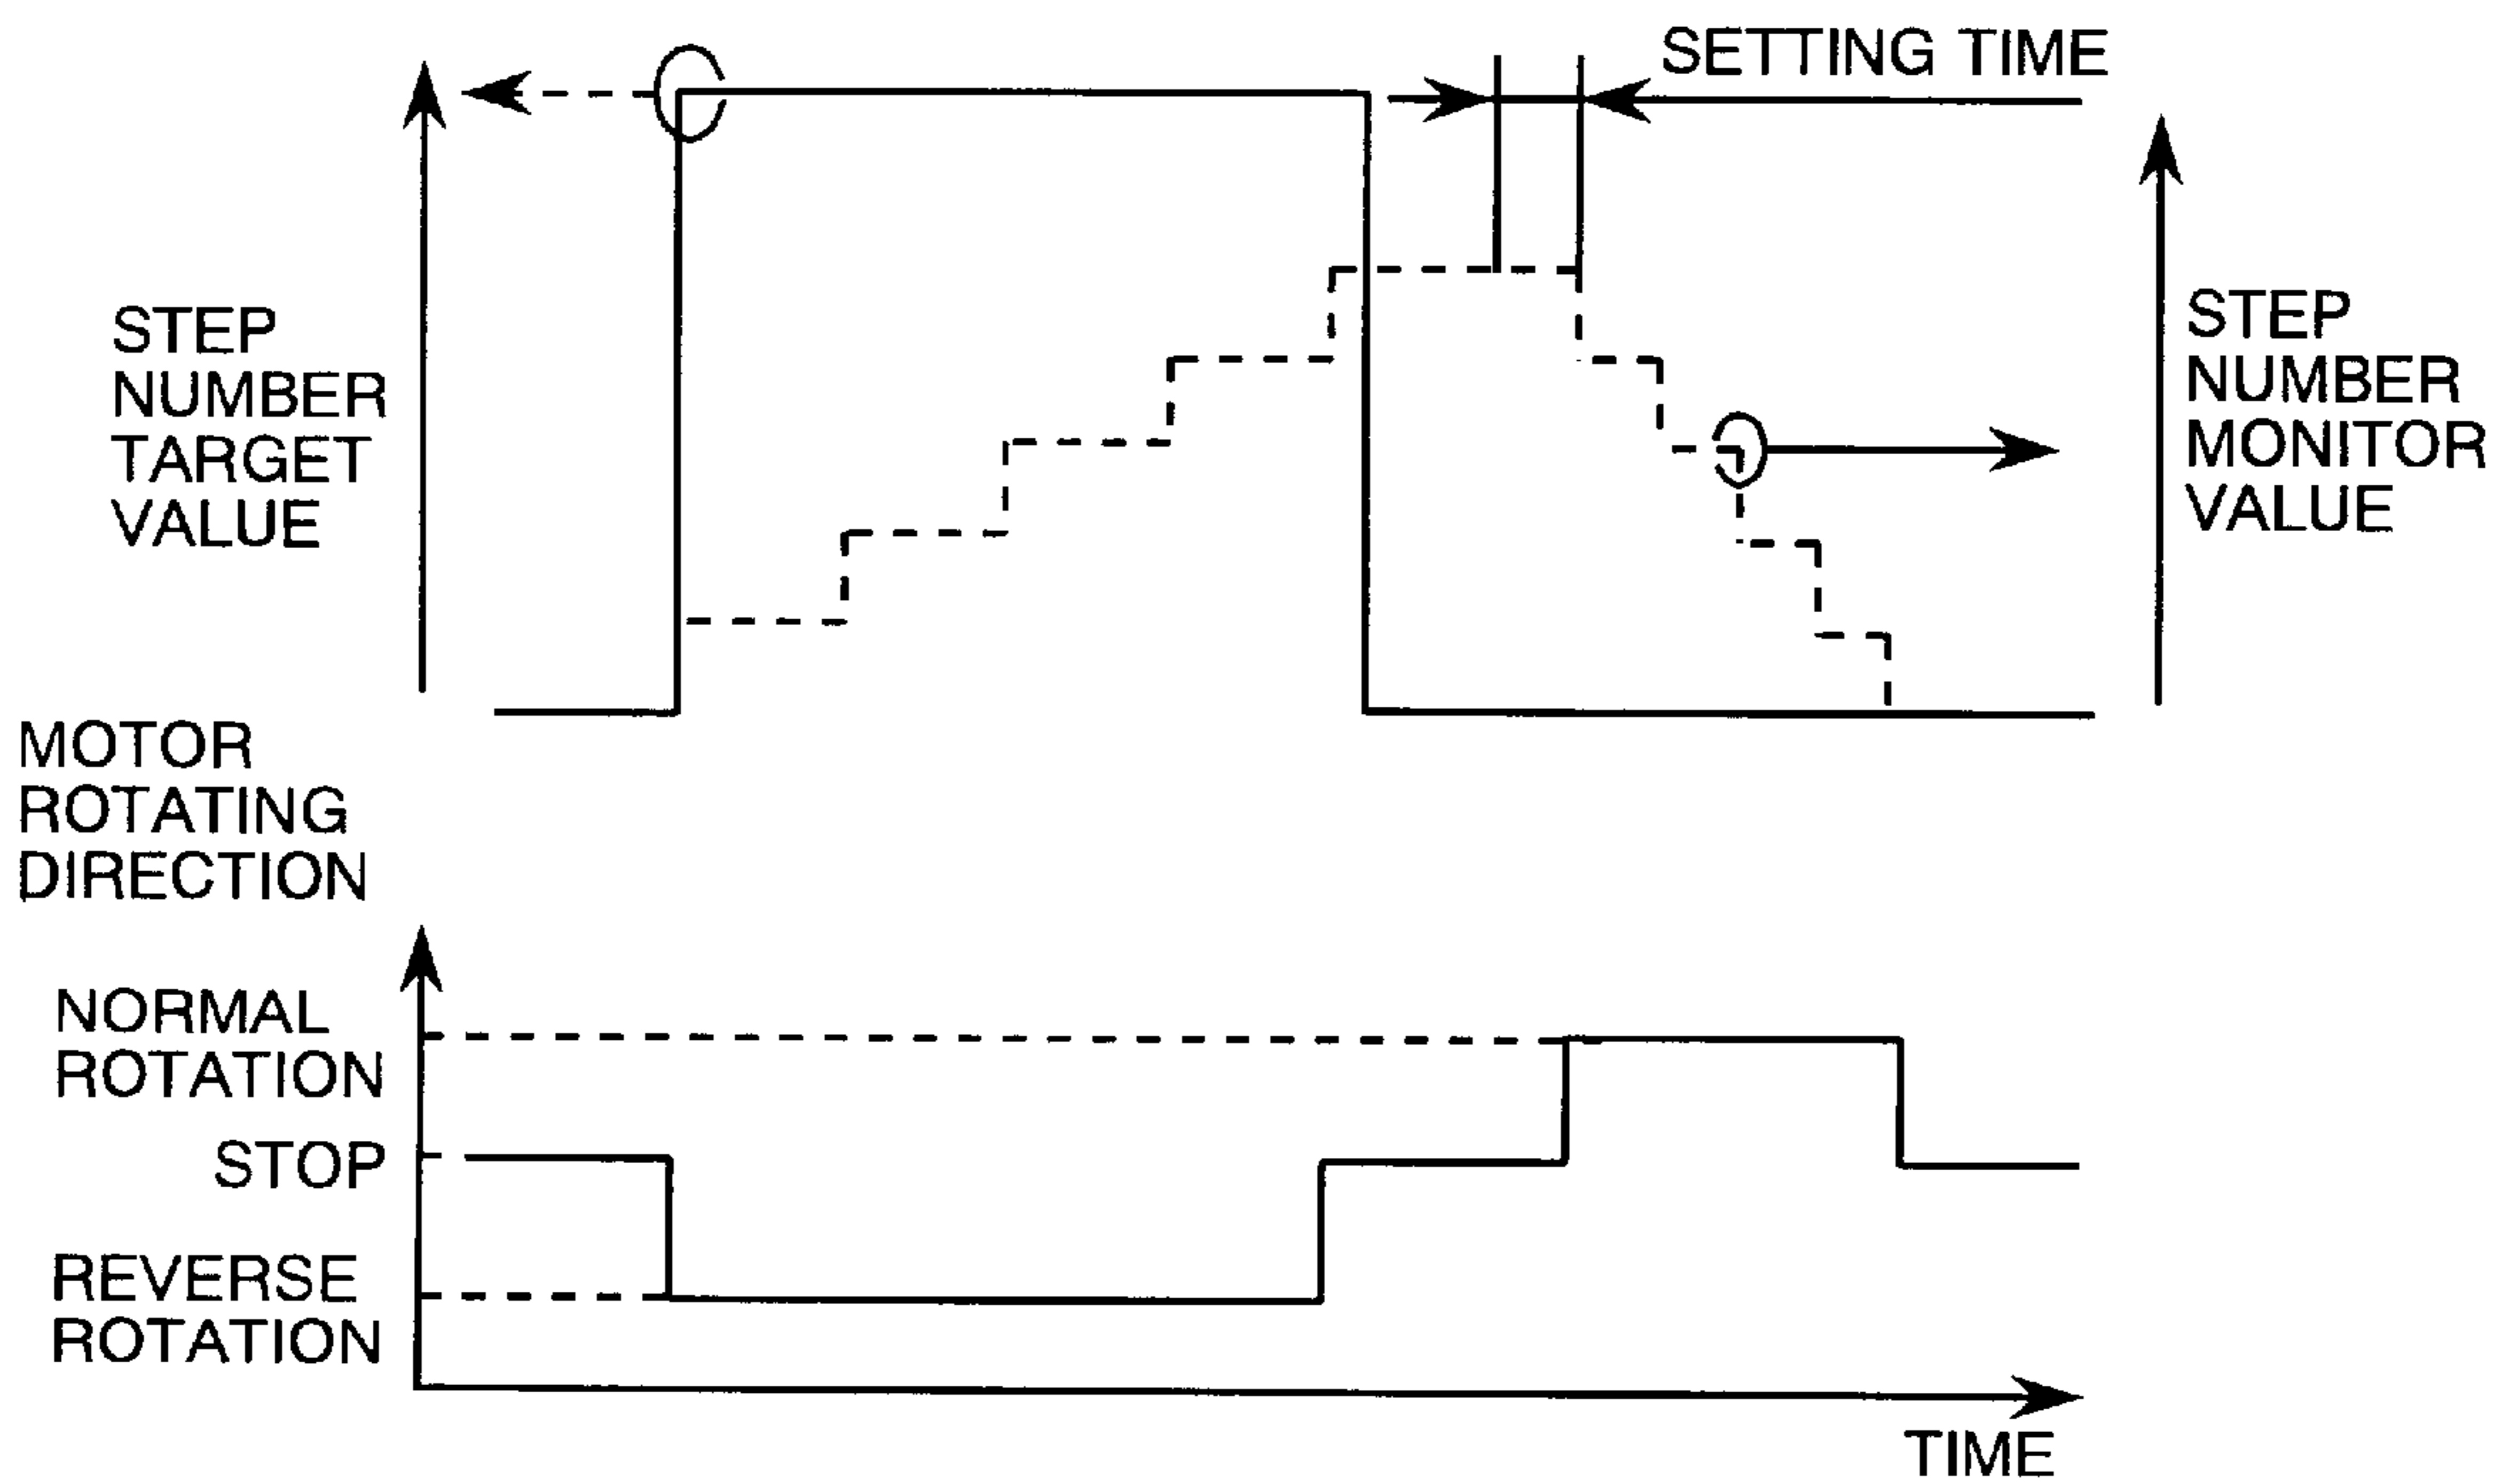 SETTING TIME
STEP
NUMBER
TARGET
VALUE
STEP
NUMBER
MONITOR
VALUE
MOTOR
ROTATING
DIRECTION
NORMAL
ROTATION
STOP
REVERSE
ROTATION
TIME